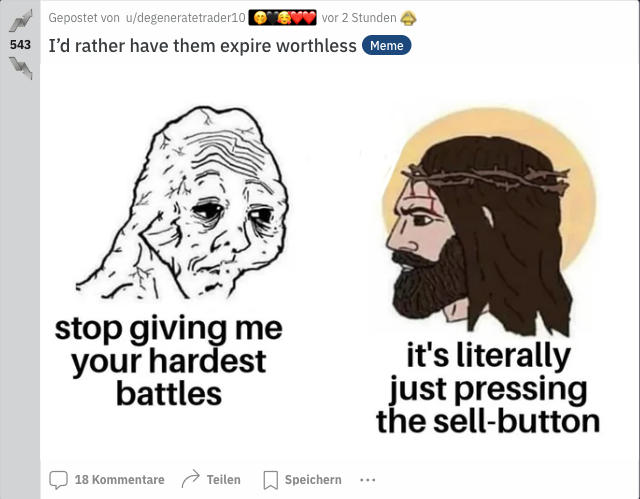 Gepostet von u/degeneratetrader10 vor 2 Stunden
543
I’d rather have them expire worthless Meme
stop giving me
your hardest
battles
it's literally
just pressing
the sell-button
18 Kommentare Teilen Speichern ...